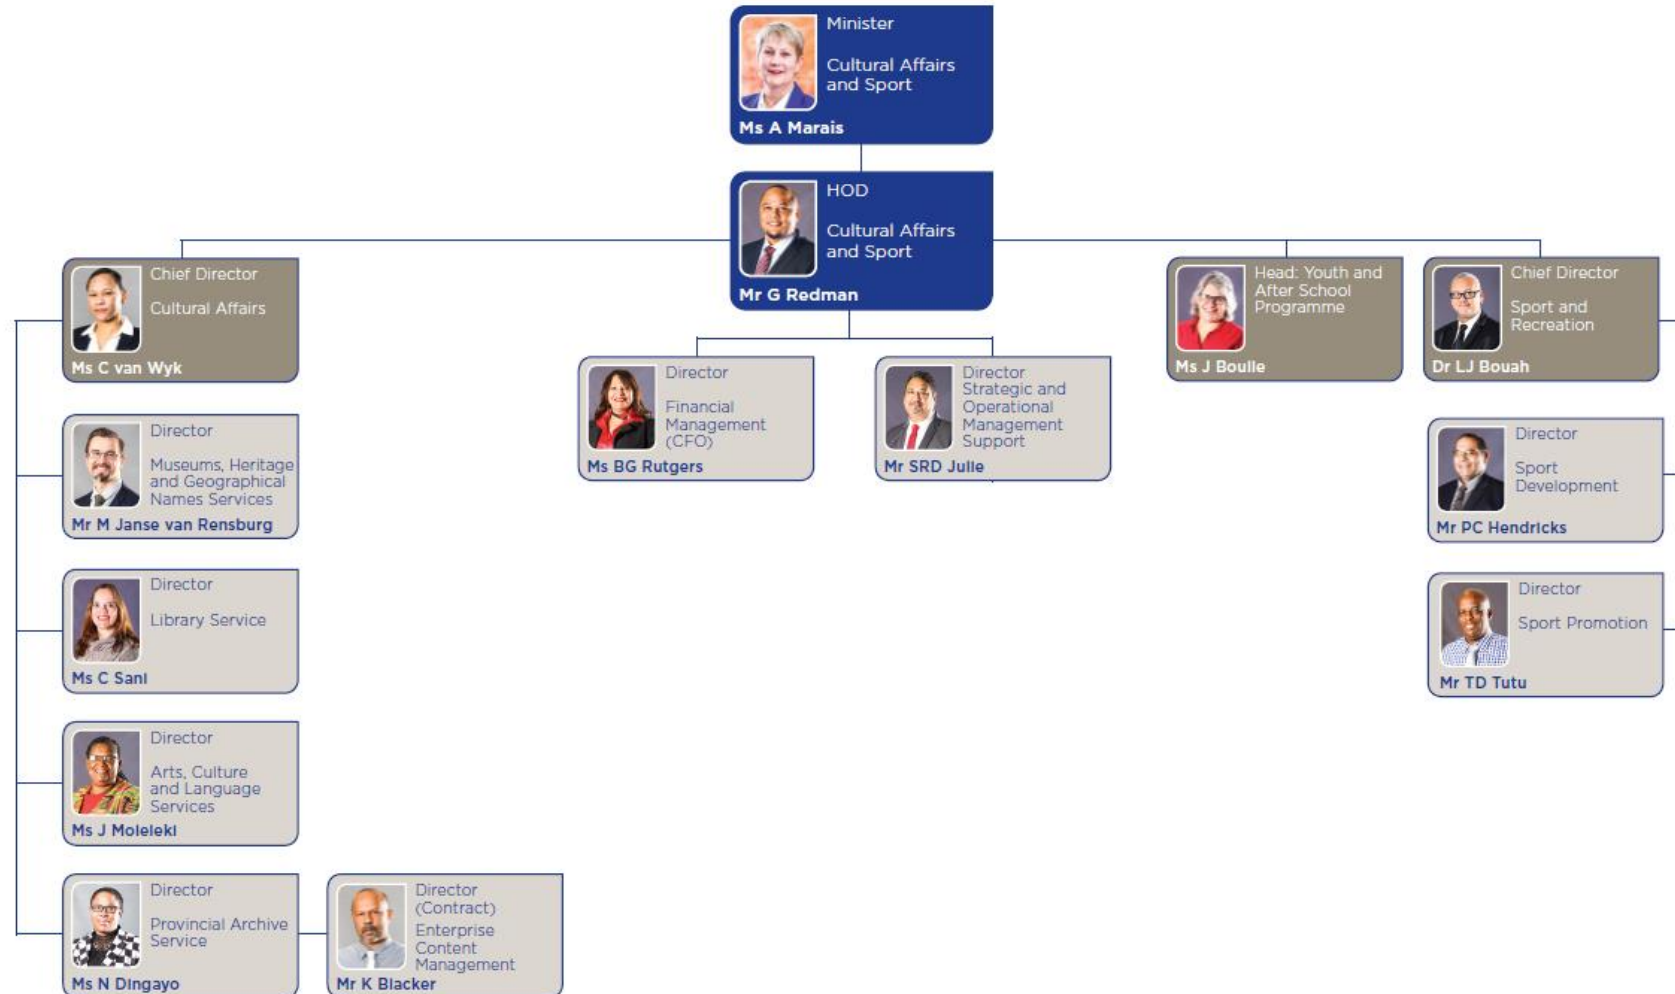 Minister
Cultural Affairs
and Sport
Ms A Marais
HOD
Cultural Affairs
and Sport
Mr G Redman
Chief Director
Cultural Affairs
Ms C van Wyk
Head: Youth and
After School
Programme
Ms J Boulle
Chief Director
Sport and
Recreation
Dr LJ Bouah
Director
Financial
Management
(CFO)
Ms BG Rutgers
Director
Strategic and
Operational
Management
Support
Mr SRD Julie
Director
Museums, Heritage
and Geographical
Names Services
Mr M Janse van Rensburg
Director
Sport
Development
Mr PC Hendricks
Director
Library Service
Ms C Sani
Director
Sport Promotion
Mr TD Tutu
Director
Arts, Culture
and Language
Services
Ms J Moleleki
Director
Provincial Archive
Service
Ms N Dingayo
Director
(Contract)
Enterprise
Content
Management
Mr K Blacker